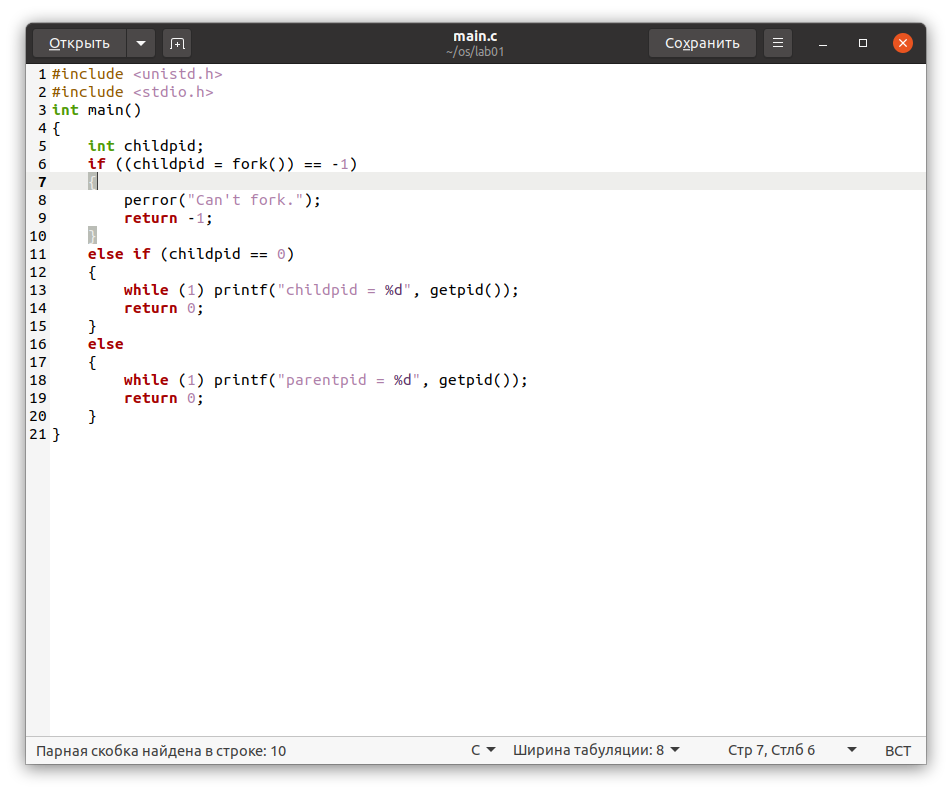 Открыть
main.c
~/os/lab01
Сохранить
1 #include <unistd.h>
2 #include <stdio.h>
3 int main()
4 {
5     int childpid;
6     if ((childpid = fork()) == -1)
7     {
8         perror("Can't fork.");
9         return -1;
10     }
11     else if (childpid == 0)
12     {
13         while (1) printf("childpid = %d", getpid());
14         return 0;
15     }
16     else
17     {
18         while (1) printf("parentpid = %d", getpid());
19         return 0;
20     }
21 }
Парная скобка найдена в строке: 10
C
Ширина табуляции: 8
Стр 7, Стлб 6
ВСТ